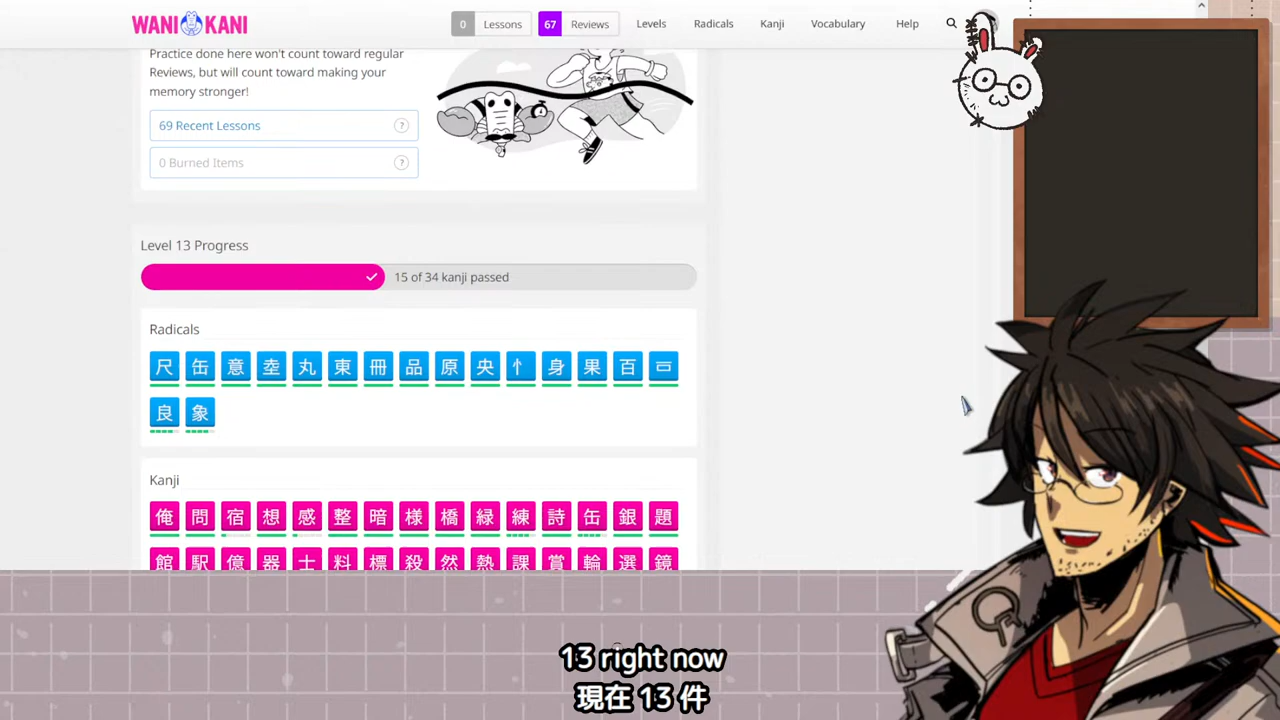 WANI KANI
0 Lessons 67 Reviews Levels Radicals Kanji Vocabulary Help
Practice done here won't count toward regular
Reviews, but will count toward making your
memory stronger!
69 Recent Lessons ?
0 Burned Items ?
Level 13 Progress
15 of 34 kanji passed
Radicals
尺 缶 意 坴 丸 東 冊 品 原 央 忄 身 果 百
良 象
Kanji
俺 問 宿 想 感 整 暗 様 橋 緑 練 詩 缶 銀 題
館 駅 億 器 士 料 標 殺 然 熱 課 賞 輪 選 鏡
13 right now
現在 13 件